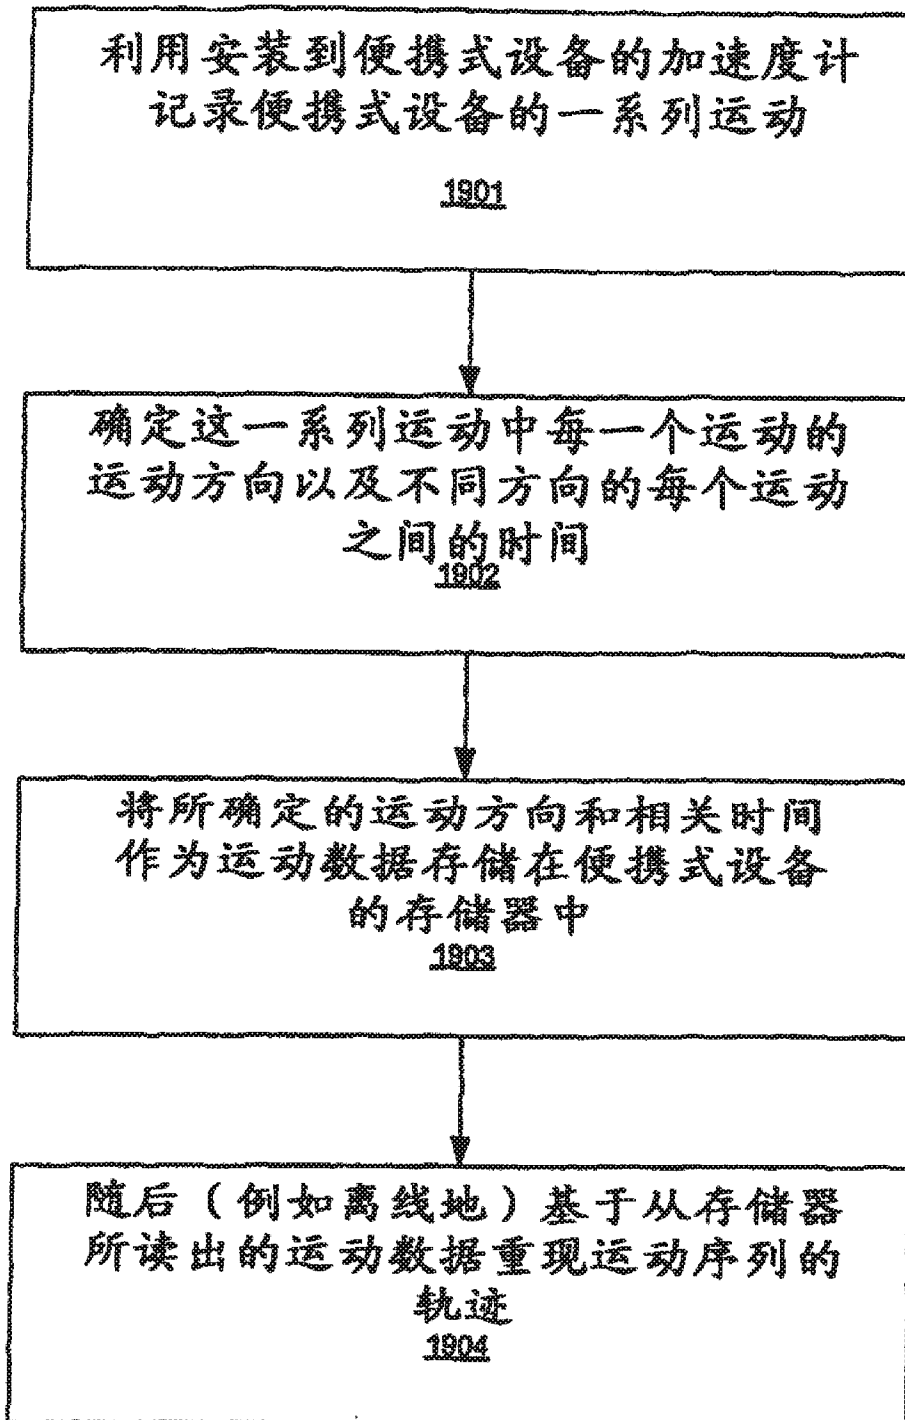 利用安装到便携式设备的加速度计
记录便携式设备的一系列运动
1901
确定这一系列运动中每一个运动的
运动方向以及不同方向的每个运动
之间的时间
1902
将所确定的运动方向和相关时间
作为运动数据存储在便携式设备
的存储器中
1903
随后(例如离线地)基于从存储器
所读出的运动数据重现运动序列的
轨迹
1904